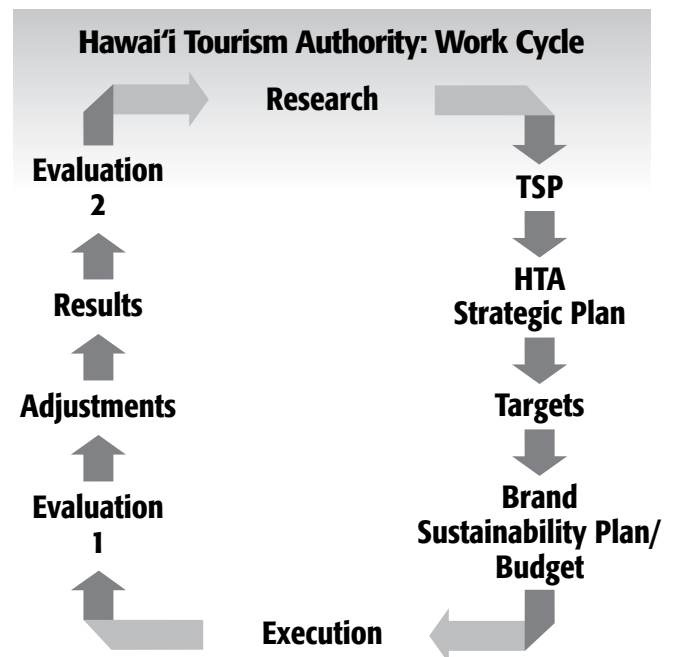 Hawai‘i Tourism Authority: Work Cycle
Research
TSP
HTA
Strategic Plan
Targets
Brand
Sustainability Plan/
Budget
Execution
Evaluation
1
Adjustments
Results
Evaluation
2